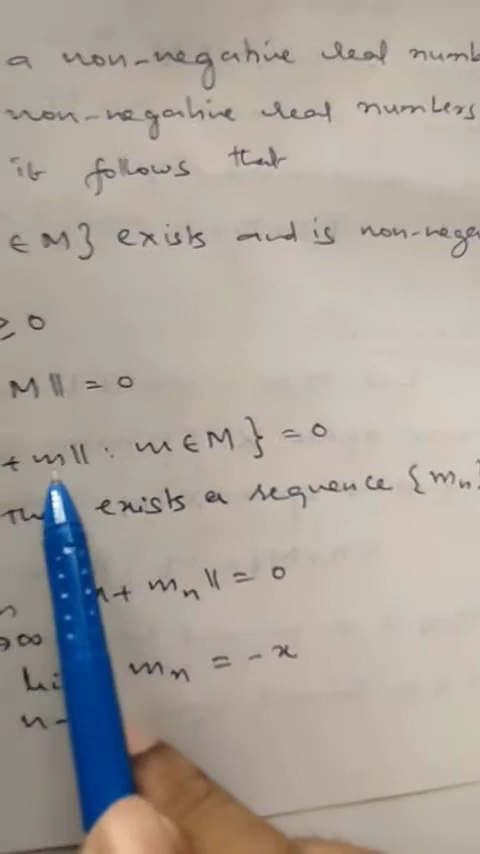 a non-negative real numb
non-negative real numbers
it follows that
∈ M} exists and is non-nega
≥ 0
M || = 0
+ m|| : m ∈ M } = 0
exists a sequence {mn}
+ mn || = 0
→∞
mn = - x
n -